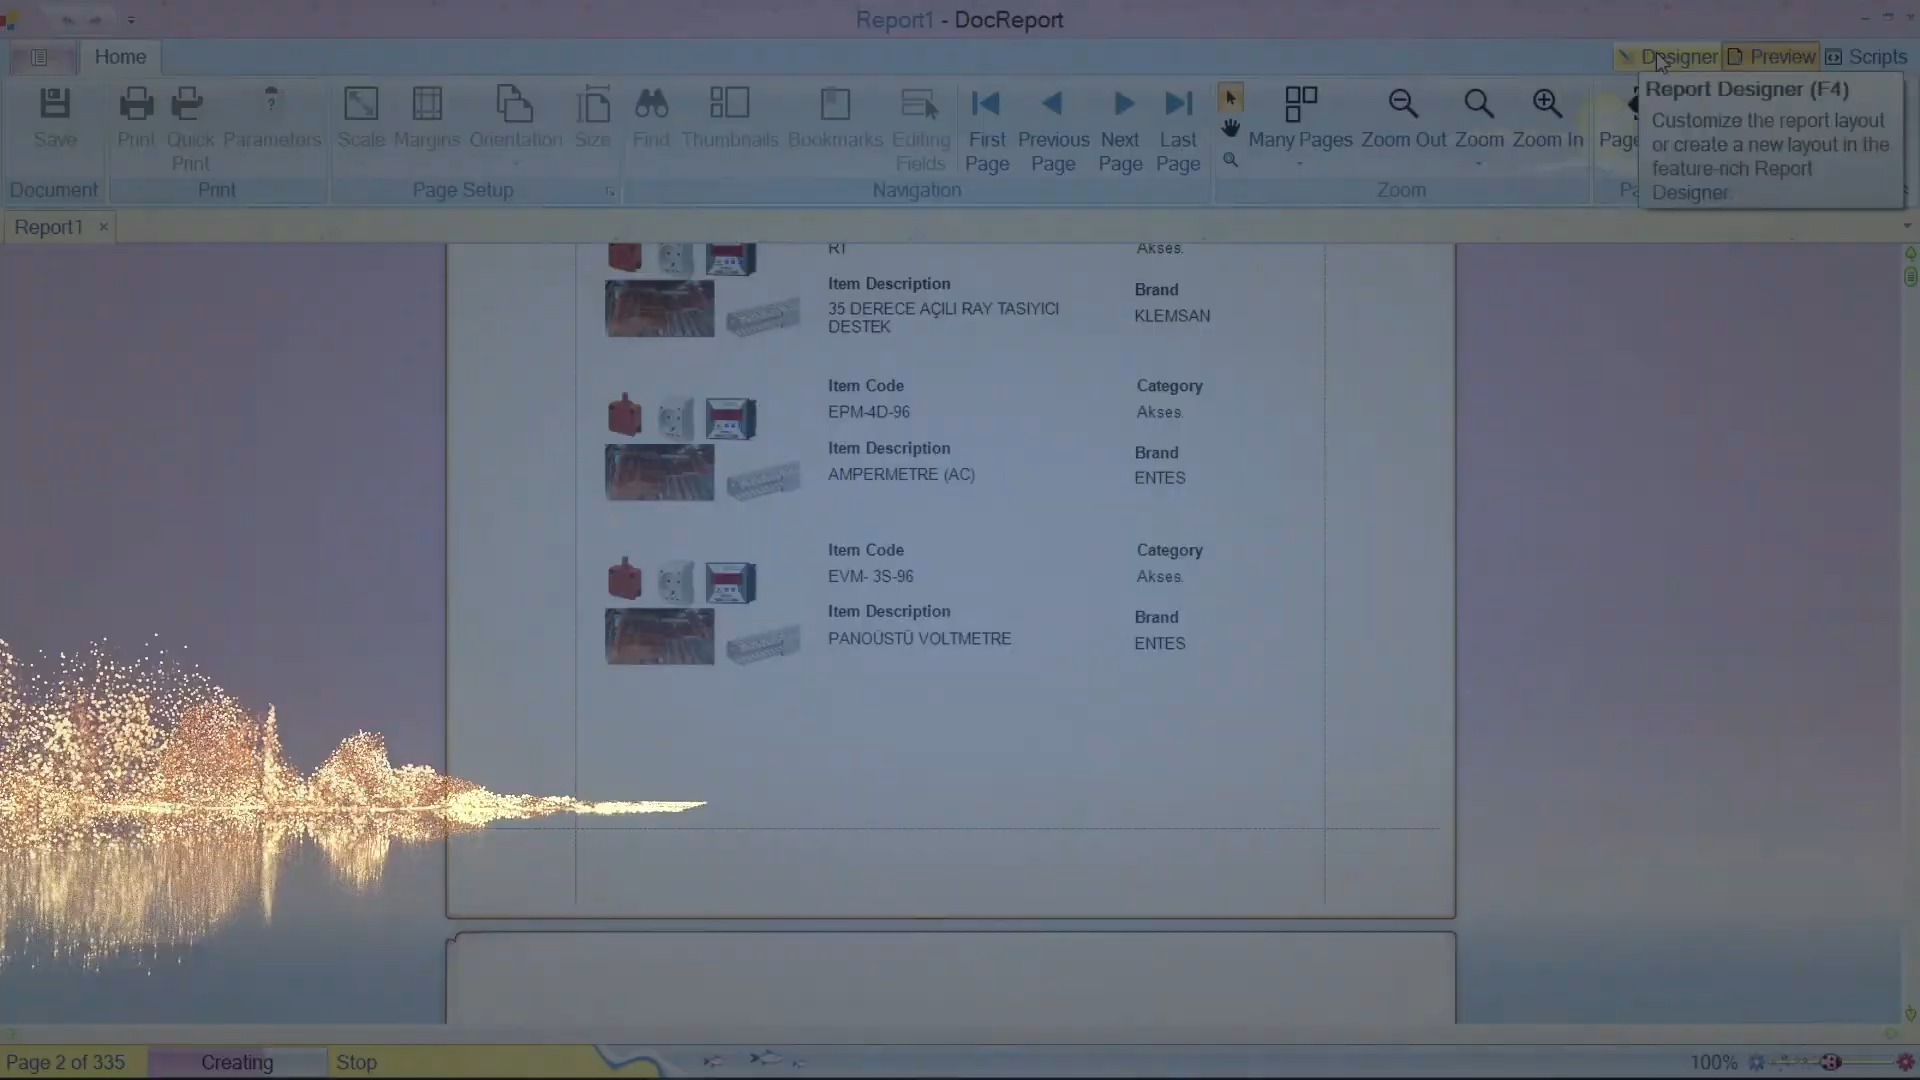 Report1 - DocReport
Home
Designer
Preview
Scripts
Save
Print
Quick Print
Parameters
Scale
Margins
Orientation
Size
Find
Thumbnails
Bookmarks
Editing Fields
First Page
Previous Page
Next Page
Last Page
Many Pages
Zoom Out
Zoom
Zoom In
Document
Print
Page Setup
Navigation
Zoom
Report Designer (F4)
Customize the report layout
or create a new layout in the
feature-rich Report
Designer.
Report1
RT
Akses.
Item Description
Brand
35 DERECE AÇILI RAY TASIYICI
DESTEK
KLEMSAN
Item Code
Category
EPM-4D-96
Akses.
Item Description
Brand
AMPERMETRE (AC)
ENTES
Item Code
Category
EVM- 3S-96
Akses.
Item Description
Brand
PANOÜSTÜ VOLTMETRE
ENTES
Page 2 of 335
Creating
Stop
100%